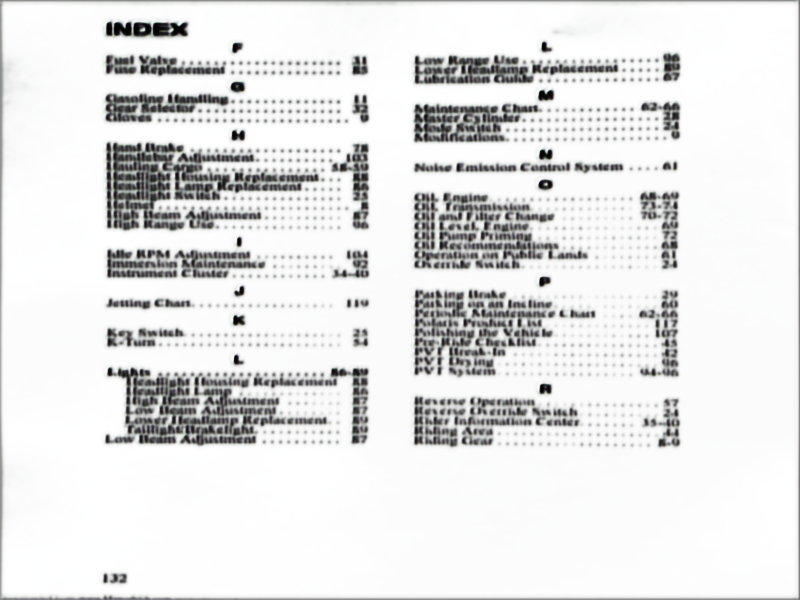 INDEX
F
Fuel Valve 31
Fuse Replacement 85
G
Gasoline Handling 11
Gear Selector 32
Gloves 9
H
Hand Brake 78
Handlebar Adjustment 103
Hauling Cargo 58-59
Headlight Housing Replacement 88
Headlight Lamp Replacement 86
Headlight Switch 25
Helmet 8
High Beam Adjustment 87
High Range Use 96
I
Idle RPM Adjustment 104
Immersion Maintenance 92
Instrument Cluster 34-40
J
Jetting Chart 119
K
Key Switch 25
K-Turn 54
L
Lights 86-89
Headlight Housing Replacement 88
Headlight Lamp 86
High Beam Adjustment 87
Low Beam Adjustment 87
Lower Headlamp Replacement 89
Taillight/Brakelight 89
Low Beam Adjustment 87
L
Low Range Use 96
Lower Headlamp Replacement 89
Lubrication Guide 67
M
Maintenance Chart 62-66
Master Cylinder 28
Mode Switch 24
Modifications 9
N
Noise Emission Control System 61
O
Oil, Engine 68-69
Oil, Transmission 73-74
Oil and Filter Change 70-72
Oil Level, Engine 69
Oil Pump Priming 72
Oil Recommendations 68
Operation on Public Lands 61
Override Switch 24
P
Parking Brake 29
Parking on an Incline 60
Periodic Maintenance Chart 62-66
Polaris Product List 117
Polishing the Vehicle 107
Pre-Ride Checklist 45
PVT Break-In 42
PVT Drying 96
PVT System 94-96
R
Reverse Operation 57
Reverse Override Switch 24
Rider Information Center 35-40
Riding Area 44
Riding Gear 8-9
132